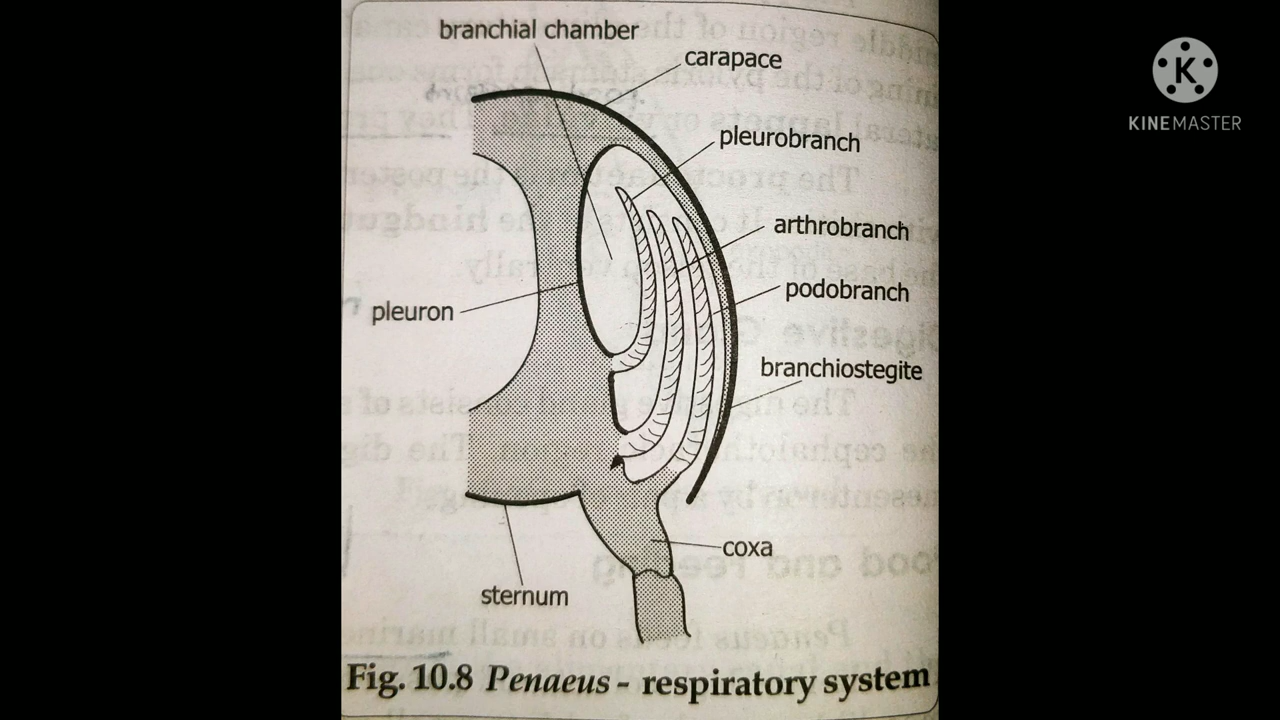 branchial chamber
carapace
pleurobranch
arthrobranch
podobranch
pleuron
branchiostegite
coxa
sternum
Fig. 10.8 Penaeus - respiratory system
K
KINEMASTER